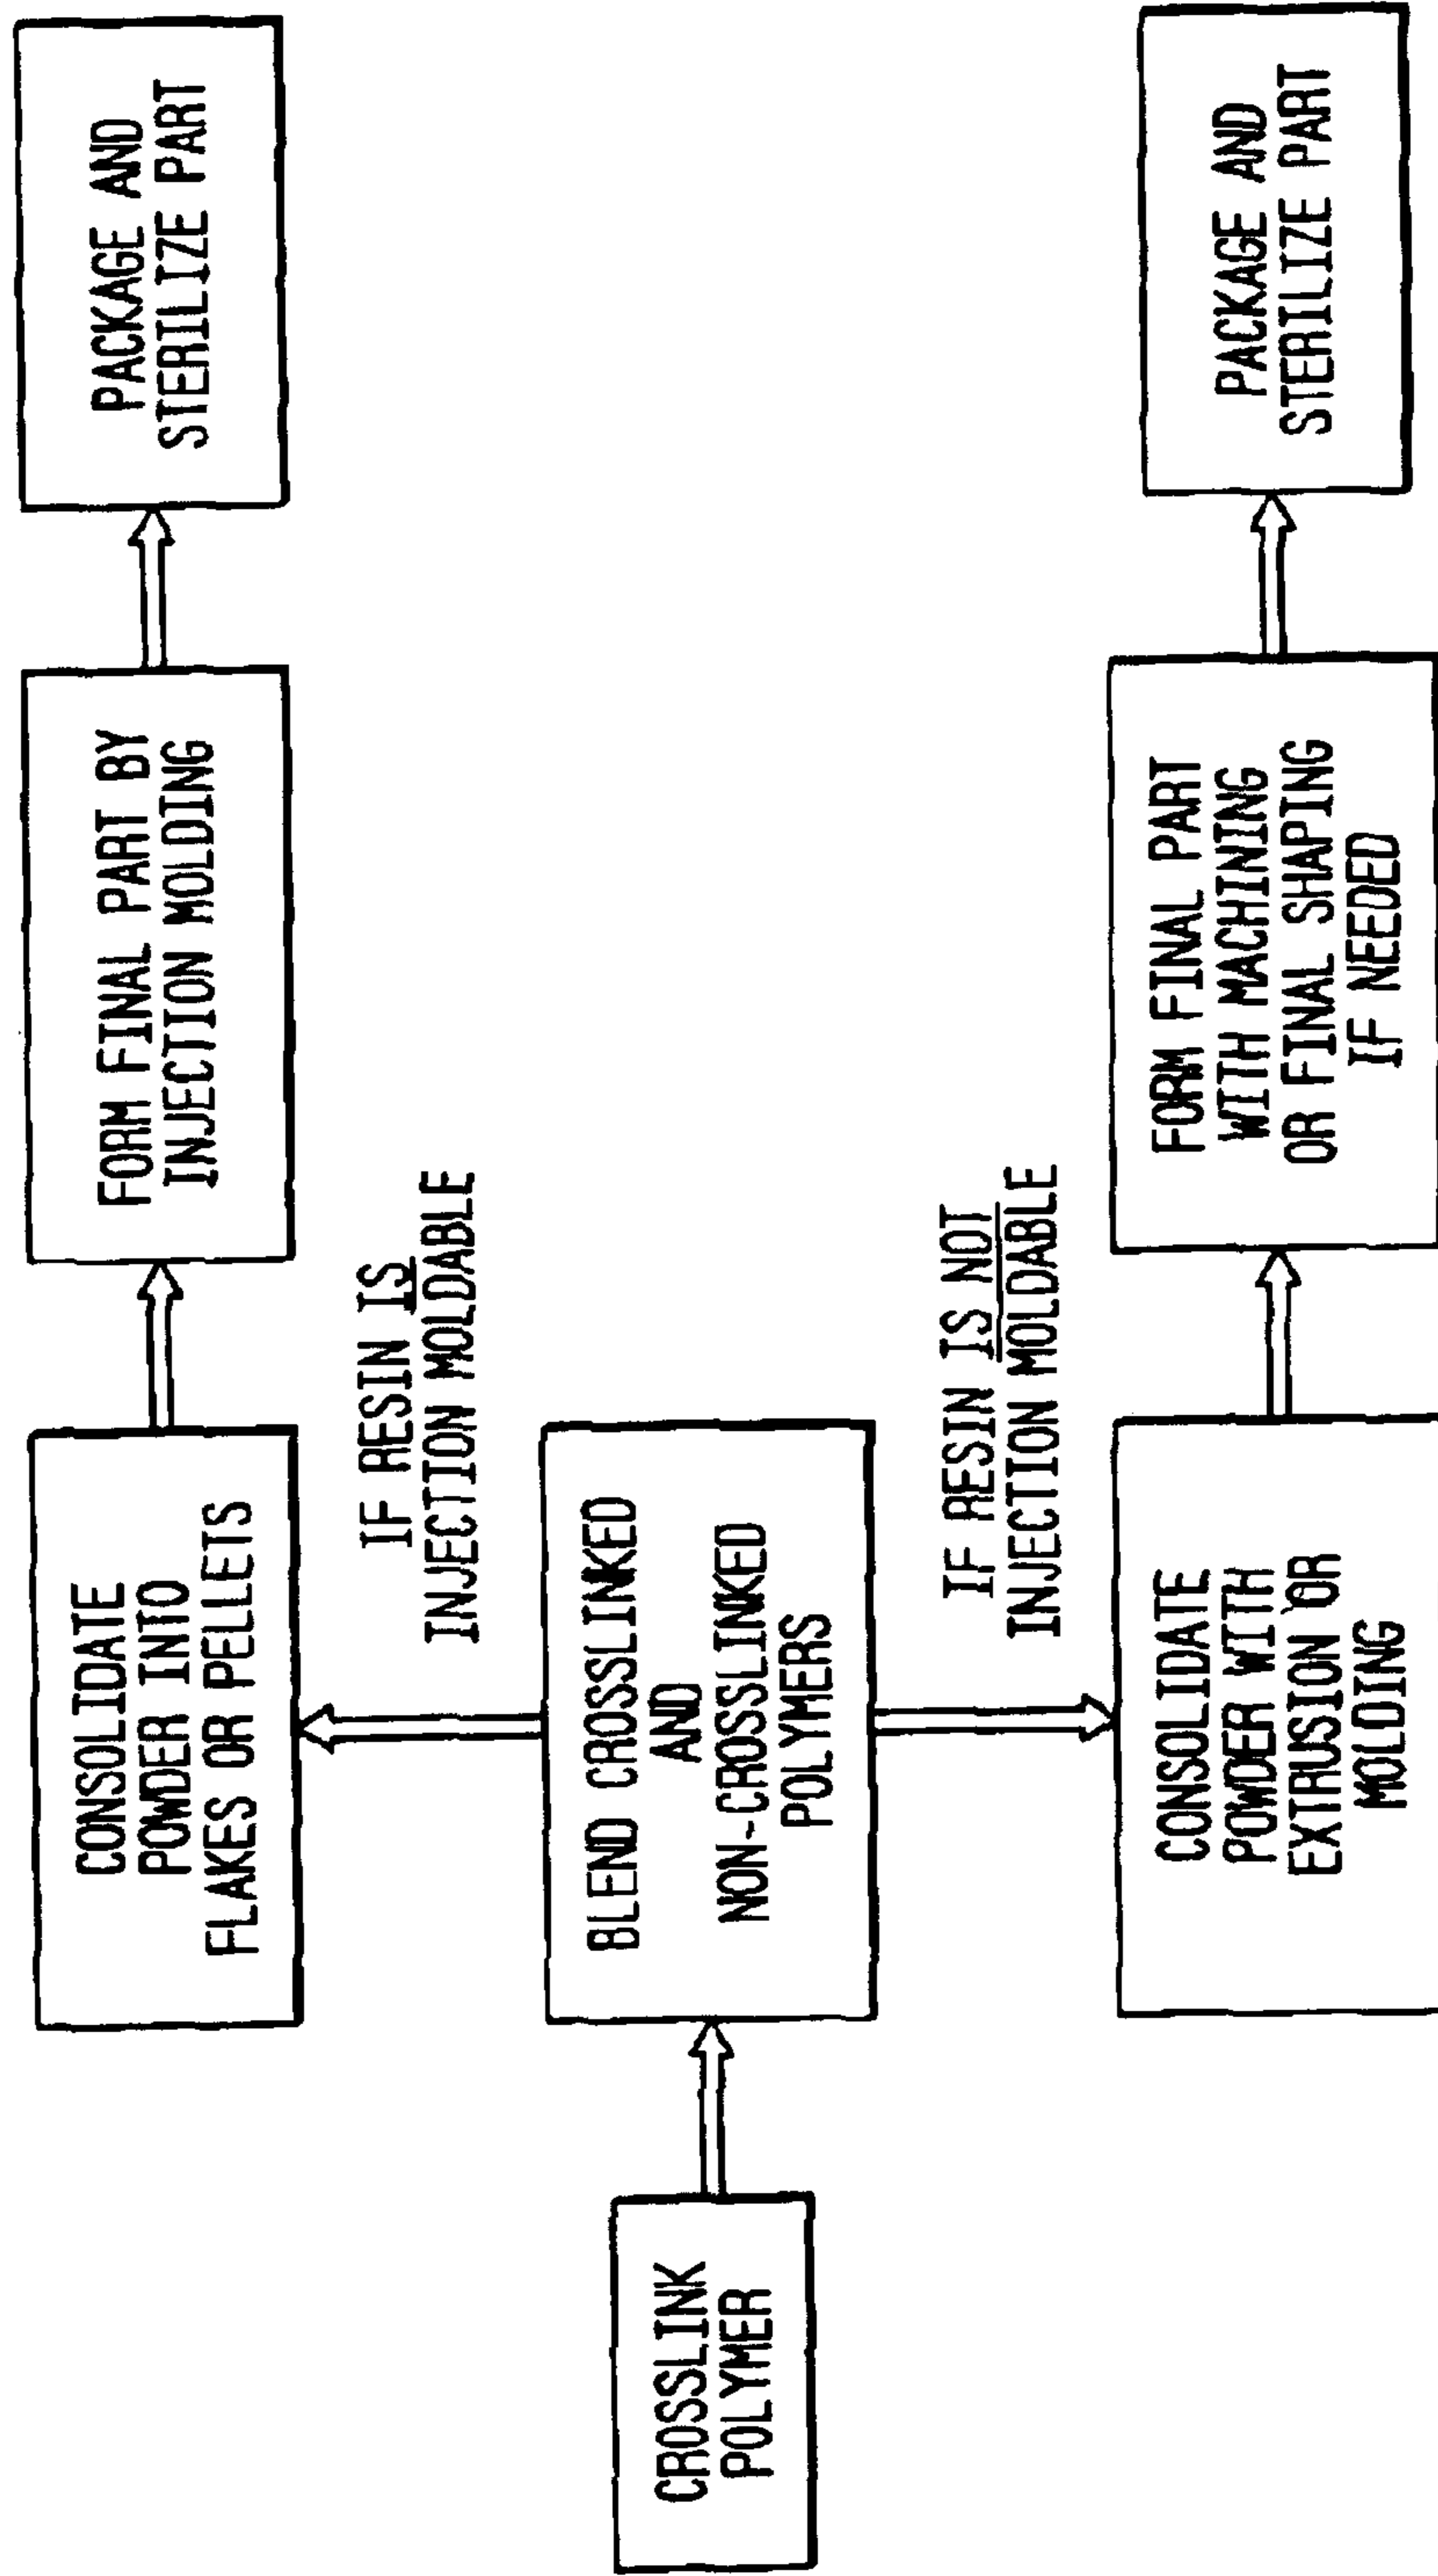 CONSOLIDATE
POWDER INTO
FLAKES OR PELLETS
FORM FINAL PART BY
INJECTION MOLDING
PACKAGE AND
STERILIZE PART
IF RESIN IS
INJECTION MOLDABLE
CROSSLINK
POLYMER
BLEND CROSSLINKED
AND
NON-CROSSLINKED
POLYMERS
IF RESIN IS NOT
INJECTION MOLDABLE
CONSOLIDATE
POWDER WITH
EXTRUSION OR
MOLDING
FORM FINAL PART
WITH MACHINING
OR FINAL SHAPING
IF NEEDED
PACKAGE AND
STERILIZE PART